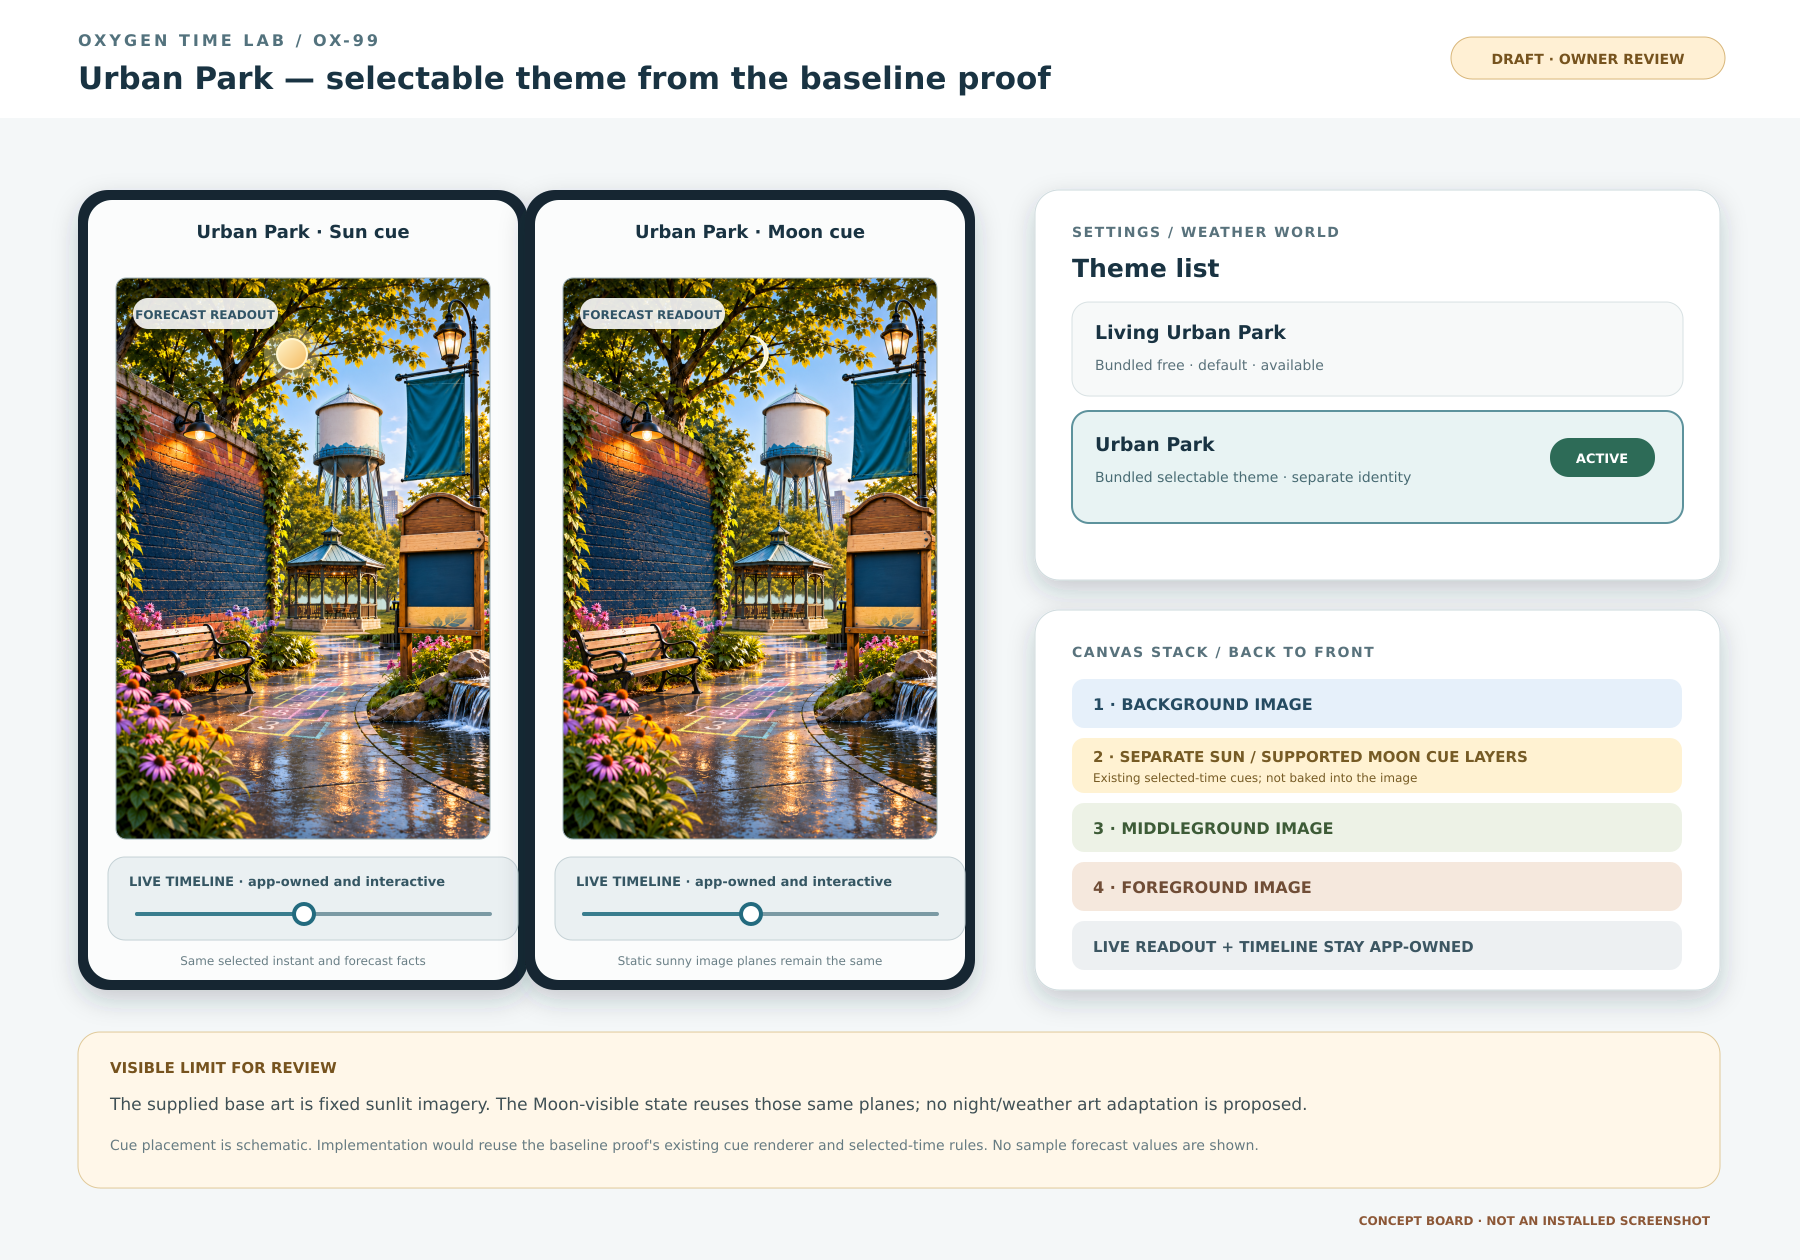 OXYGEN TIME LAB / OX-99
Urban Park — selectable theme from the baseline proof
DRAFT · OWNER REVIEW
Urban Park · Sun cue
FORECAST READOUT
LIVE TIMELINE · app-owned and interactive
Same selected instant and forecast facts
Urban Park · Moon cue
FORECAST READOUT
LIVE TIMELINE · app-owned and interactive
Static sunny image planes remain the same
SETTINGS / WEATHER WORLD
Theme list
Living Urban Park
Bundled free · default · available
Urban Park
Bundled selectable theme · separate identity
ACTIVE
CANVAS STACK / BACK TO FRONT
1 · BACKGROUND IMAGE
2 · SEPARATE SUN / SUPPORTED MOON CUE LAYERS
Existing selected-time cues; not baked into the image
3 · MIDDLEGROUND IMAGE
4 · FOREGROUND IMAGE
LIVE READOUT + TIMELINE STAY APP-OWNED
VISIBLE LIMIT FOR REVIEW
The supplied base art is fixed sunlit imagery. The Moon-visible state reuses those same planes; no night/weather art adaptation is proposed.
Cue placement is schematic. Implementation would reuse the baseline proof's existing cue renderer and selected-time rules. No sample forecast values are shown.
CONCEPT BOARD · NOT AN INSTALLED SCREENSHOT